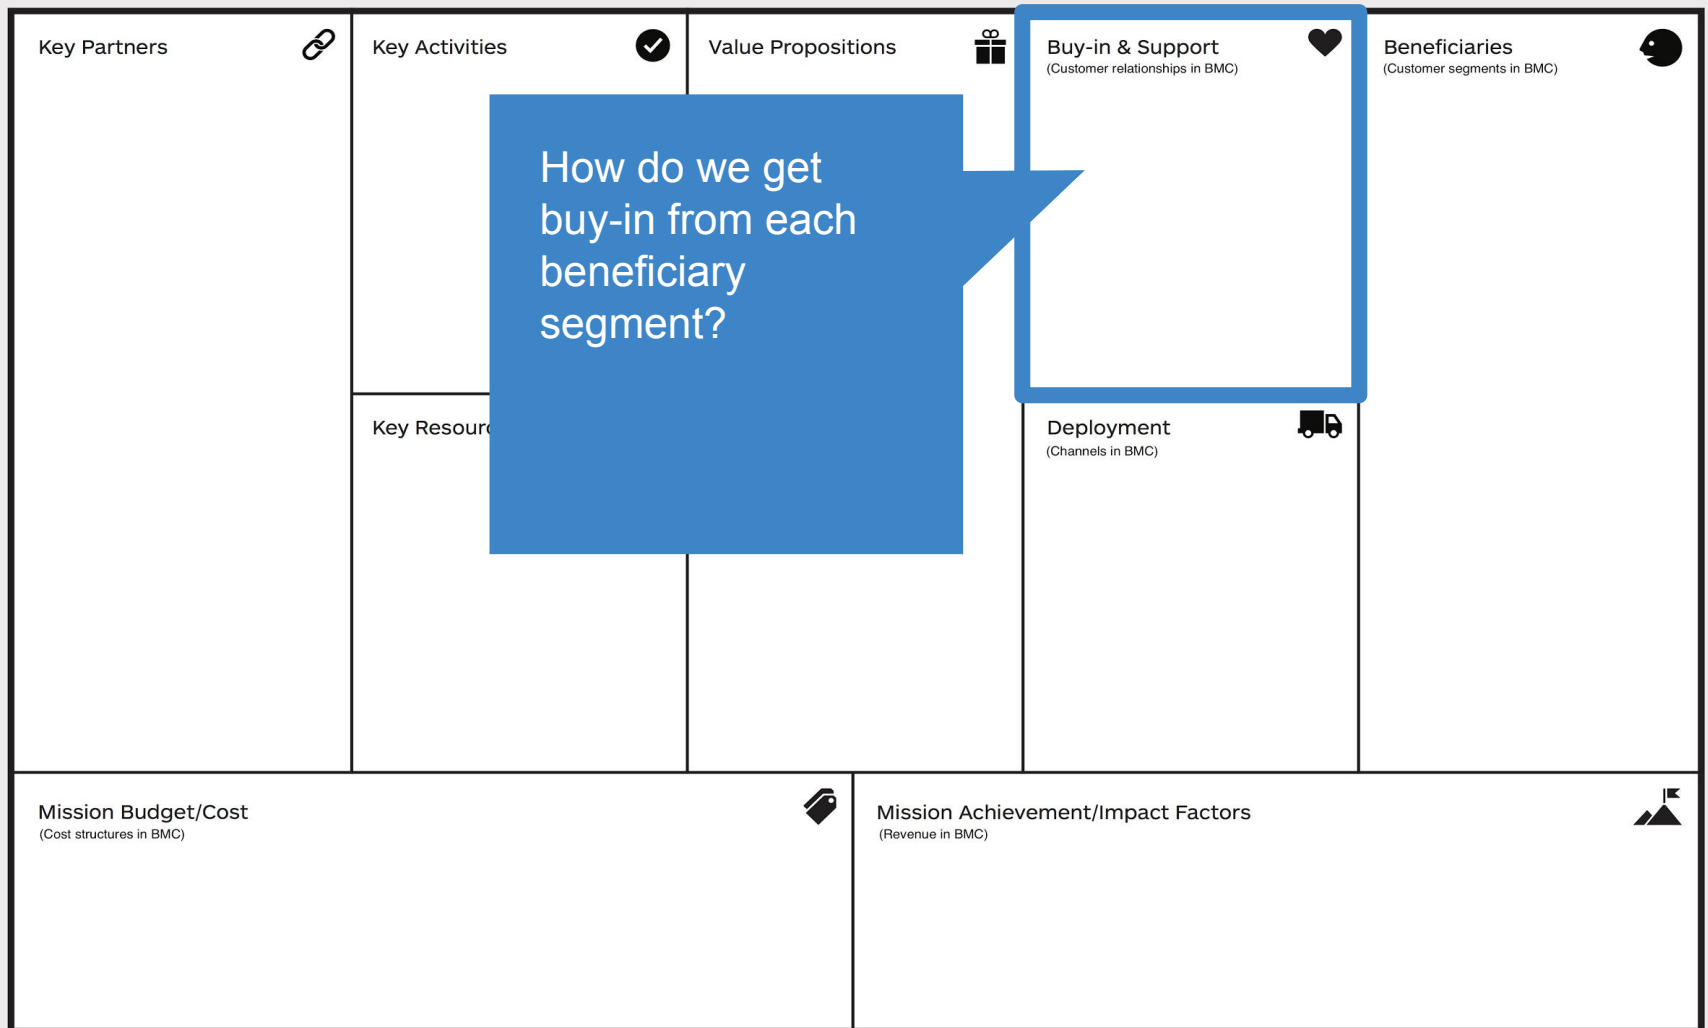 Key Partners
Key Activities
Value Propositions
Buy-in & Support
(Customer relationships in BMC)
Beneficiaries
(Customer segments in BMC)
How do we get
buy-in from each
beneficiary
segment?
Key
Deployment
(Channels in BMC)
Mission Budget/Cost
(Cost structures in BMC)
Mission Achievement/Impact Factors
(Revenue in BMC)